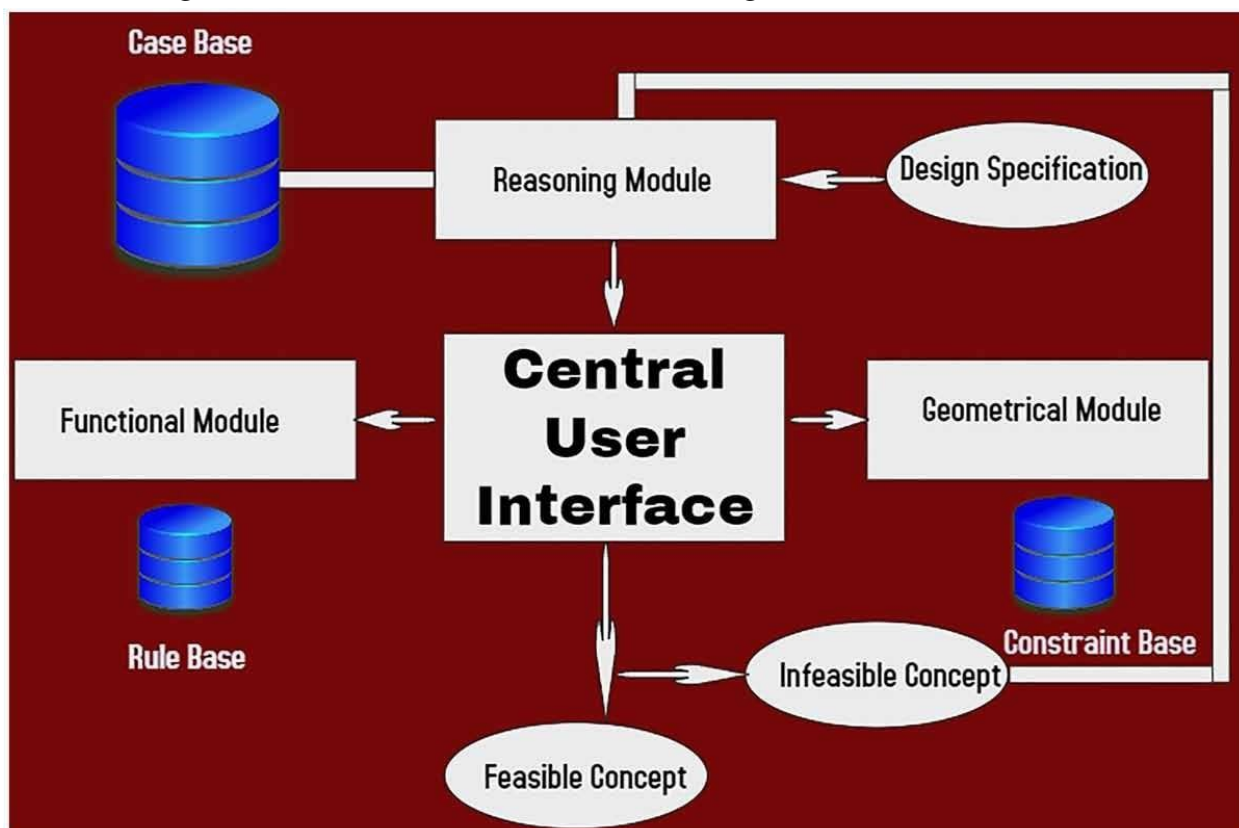 Case Base
Reasoning Module
Design Specification
Central
User
Interface
Functional Module
Geometrical Module
Rule Base
Constraint Base
Infeasible Concept
Feasible Concept